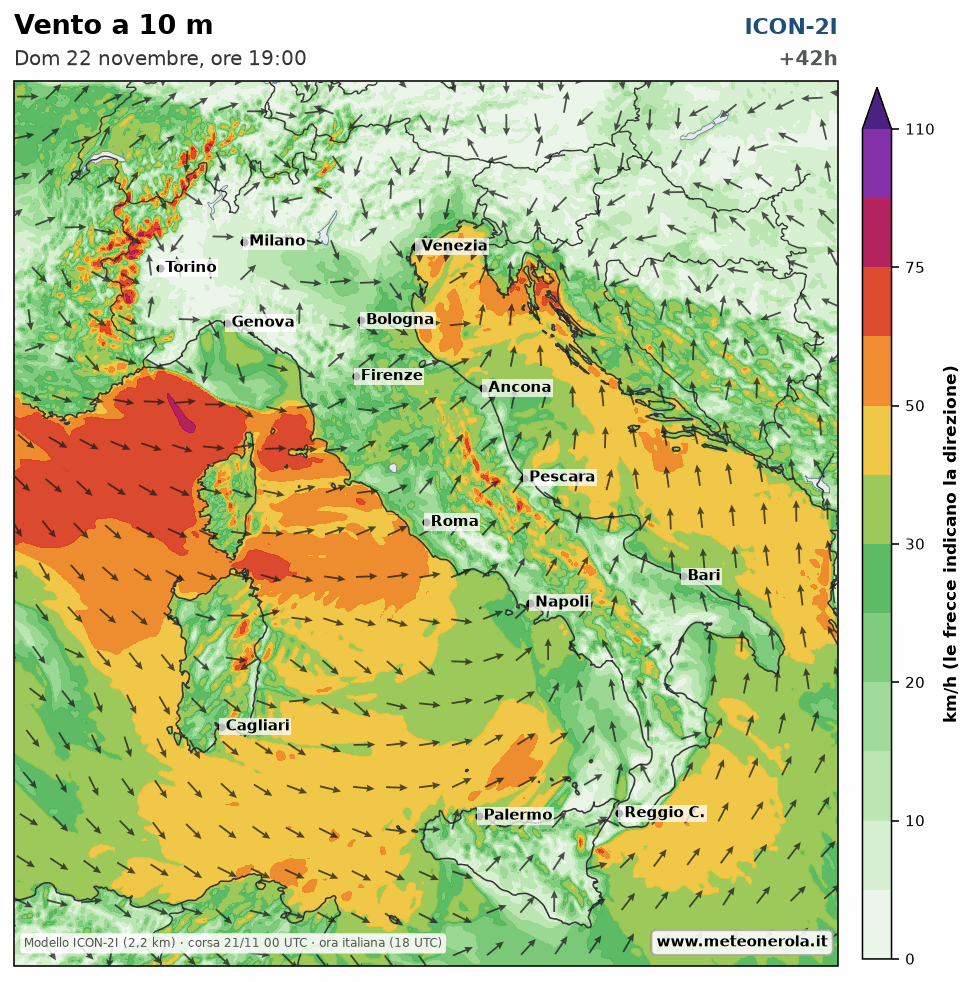 Vento a 10 m
ICON-2I
Dom 22 novembre, ore 19:00
+42h
110
75
50
30
20
10
0
km/h (le frecce indicano la direzione)
Venezia
Milano
Torino
Genova
Bologna
Firenze
Ancona
Pescara
Roma
Bari
Napoli
Cagliari
Palermo
Reggio C.
Modello ICON-2I (2,2 km) · corsa 21/11 00 UTC · ora italiana (18 UTC)
www.meteonerola.it